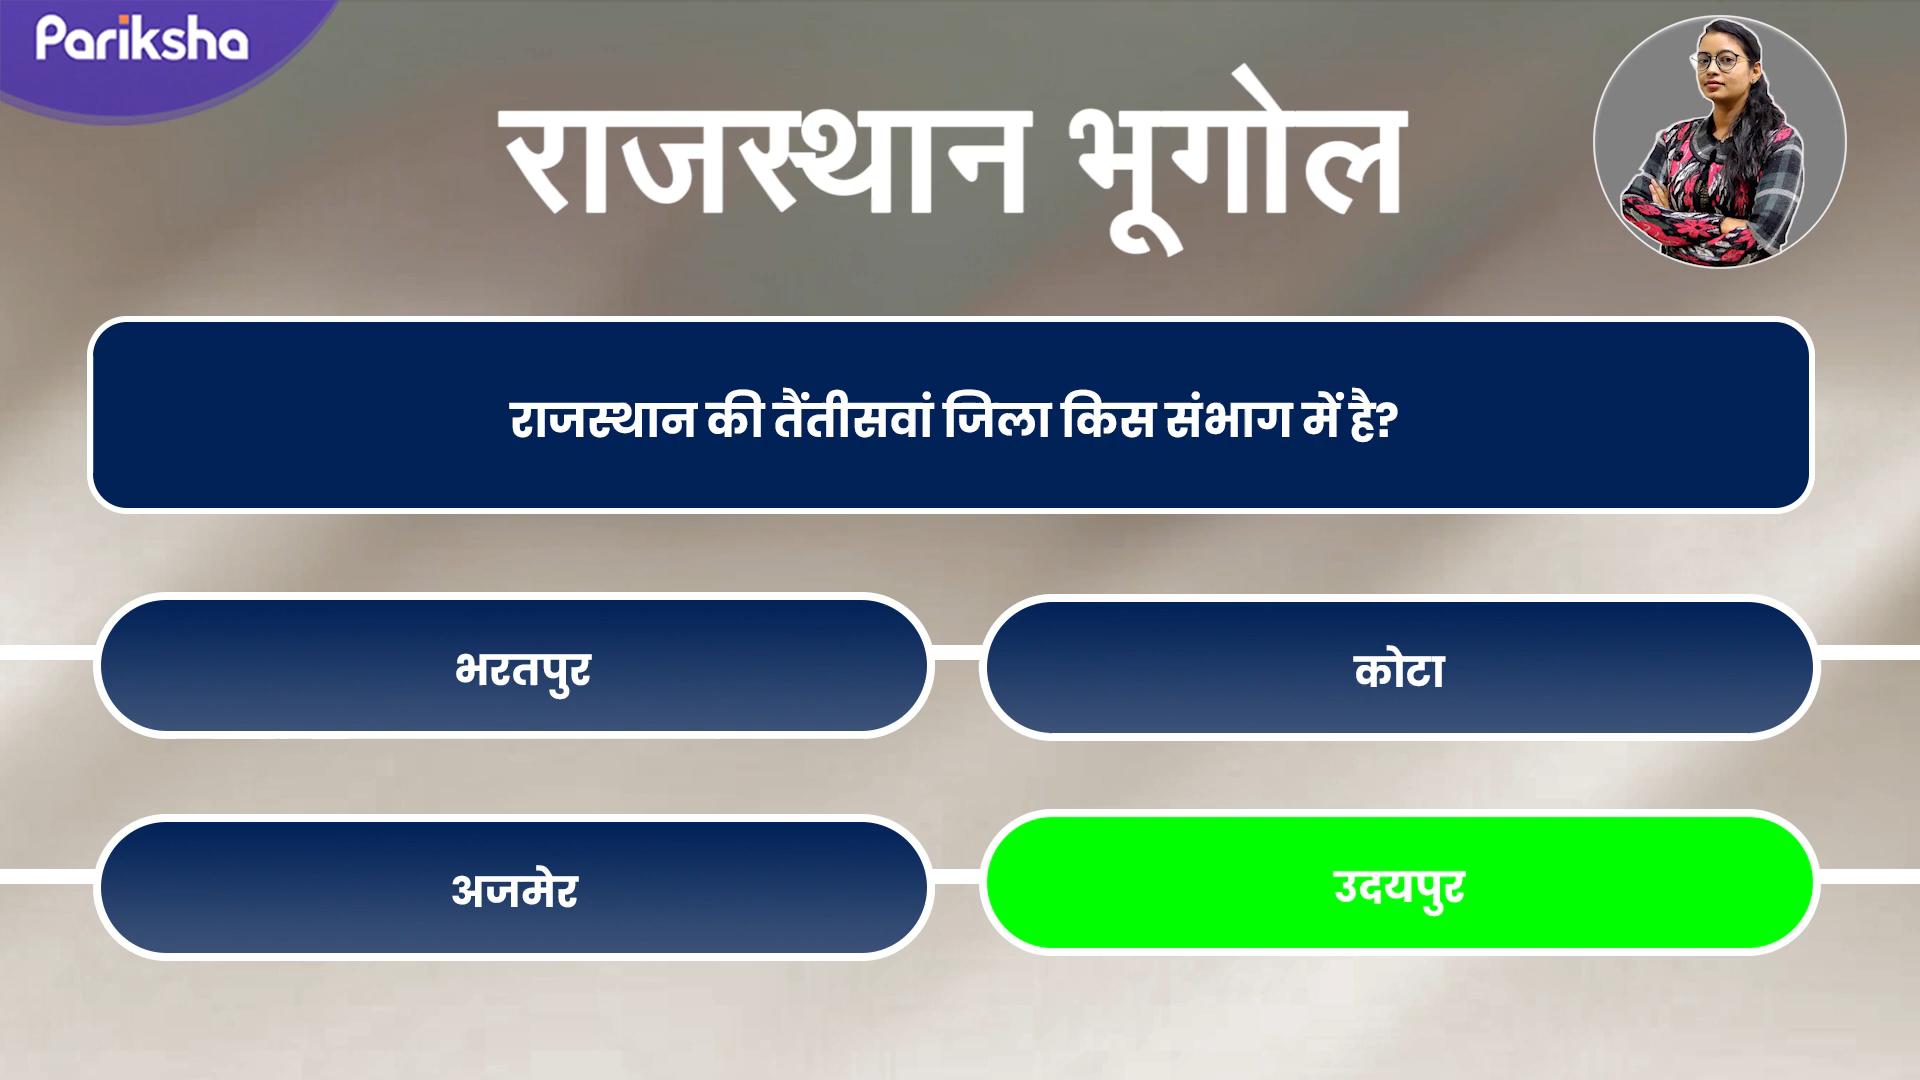 Pariksha
राजस्थान भूगोल
राजस्थान की तैंतीसवां जिला किस संभाग में है?
भरतपुर
कोटा
अजमेर
उदयपुर